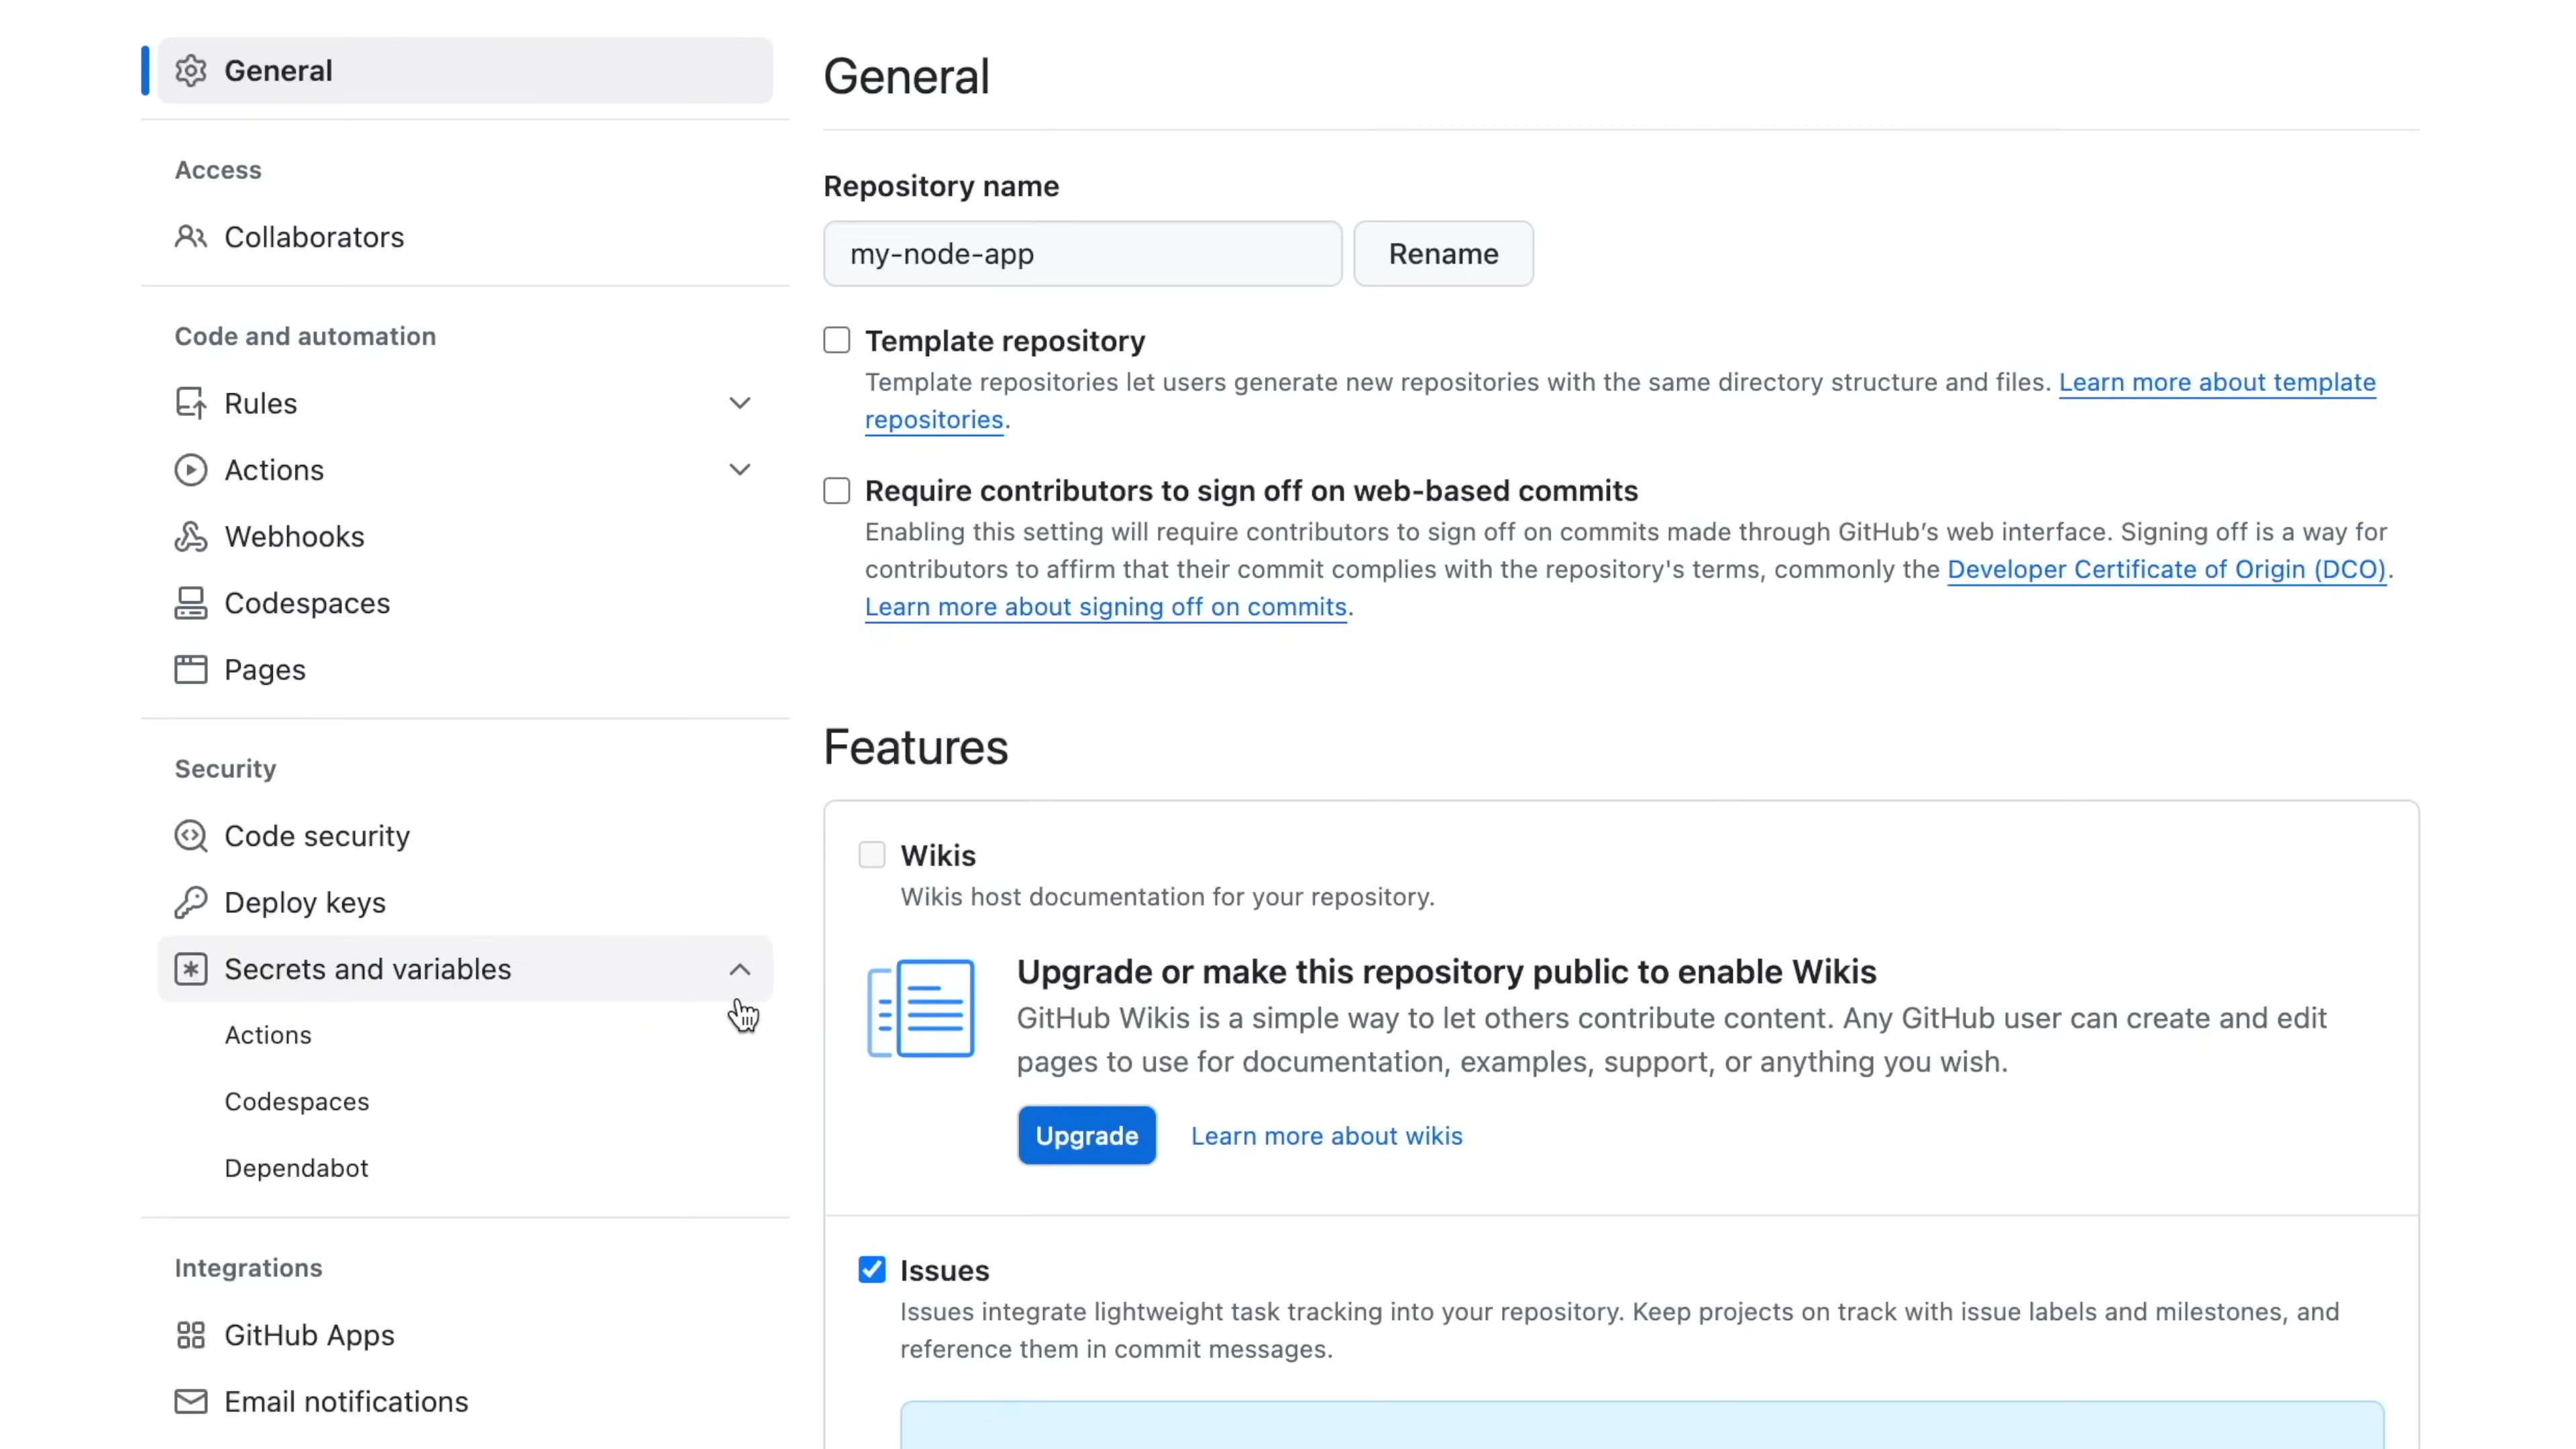 General
Access
Collaborators
Code and automation
Rules
Actions
Webhooks
Codespaces
Pages
Security
Code security
Deploy keys
Secrets and variables
Actions
Codespaces
Dependabot
Integrations
GitHub Apps
Email notifications
General
Repository name
my-node-app
Rename
Template repository
Template repositories let users generate new repositories with the same directory structure and files. Learn more about template
repositories.
Require contributors to sign off on web-based commits
Enabling this setting will require contributors to sign off on commits made through GitHub’s web interface. Signing off is a way for
contributors to affirm that their commit complies with the repository's terms, commonly the Developer Certificate of Origin (DCO).
Learn more about signing off on commits.
Features
Wikis
Wikis host documentation for your repository.
Upgrade or make this repository public to enable Wikis
GitHub Wikis is a simple way to let others contribute content. Any GitHub user can create and edit
pages to use for documentation, examples, support, or anything you wish.
Upgrade
Learn more about wikis
Issues
Issues integrate lightweight task tracking into your repository. Keep projects on track with issue labels and milestones, and
reference them in commit messages.